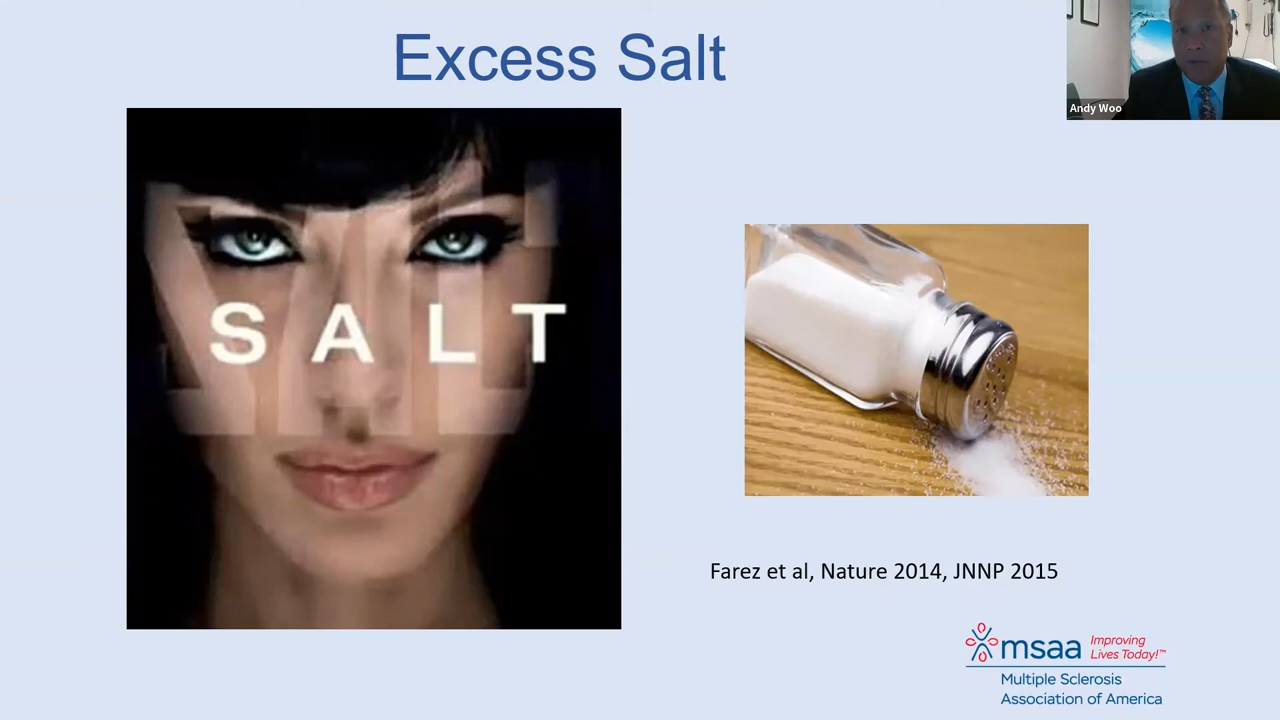 Excess Salt
Andy Woo
SALT
Farez et al, Nature 2014, JNNP 2015
msaa Improving
Lives Today!™
Multiple Sclerosis
Association of America